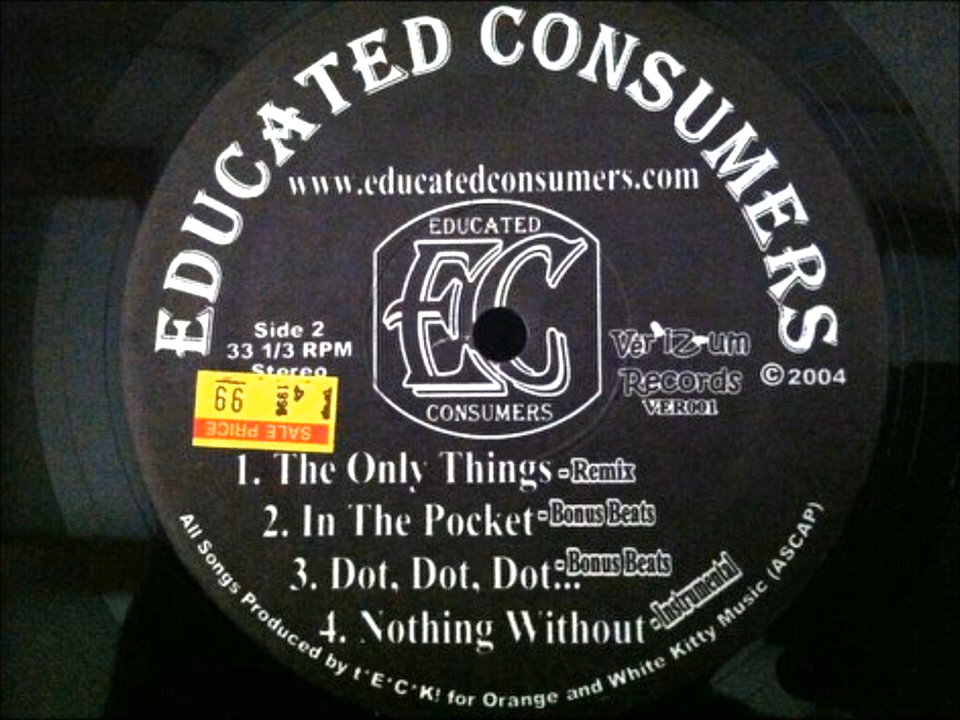 EDUCATED CONSUMERS
www.educatedconsumers.com
EDUCATED
EC
CONSUMERS
Side 2
33 1/3 RPM
Stereo
Ver'IZ-um
Records
VER001
©2004
99
4 1996
SALE PRICE
1. The Only Things - Remix
2. In The Pocket - Bonus Beats
3. Dot, Dot, Dot... - Bonus Beats
4. Nothing Without - Instrumental
All Songs Produced by t*E*C*K! for Orange and White Kitty Music (ASCAP)